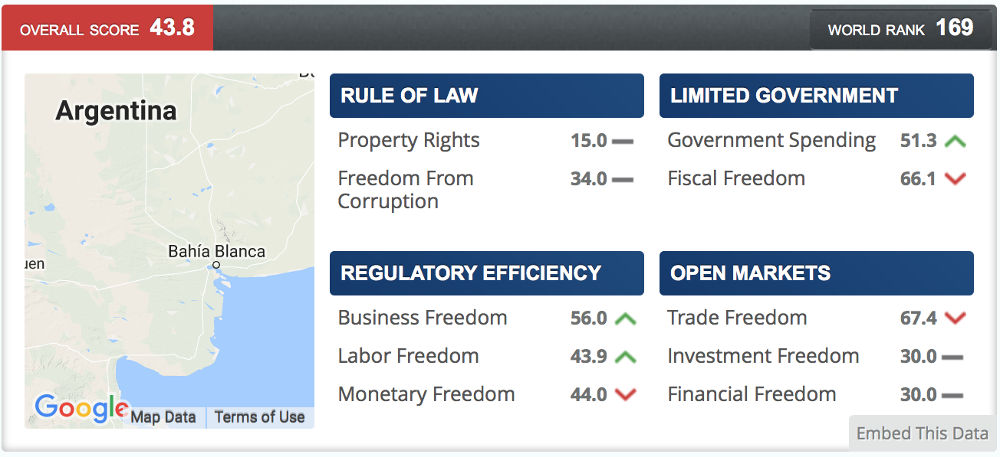 OVERALL SCORE 43.8
WORLD RANK 169
Argentina
Bahía Blanca
uen
Google
Map Data
Terms of Use
RULE OF LAW
Property Rights 15.0
Freedom From 34.0
Corruption
LIMITED GOVERNMENT
Government Spending 51.3
Fiscal Freedom 66.1
REGULATORY EFFICIENCY
Business Freedom 56.0
Labor Freedom 43.9
Monetary Freedom 44.0
OPEN MARKETS
Trade Freedom 67.4
Investment Freedom 30.0
Financial Freedom 30.0
Embed This Data